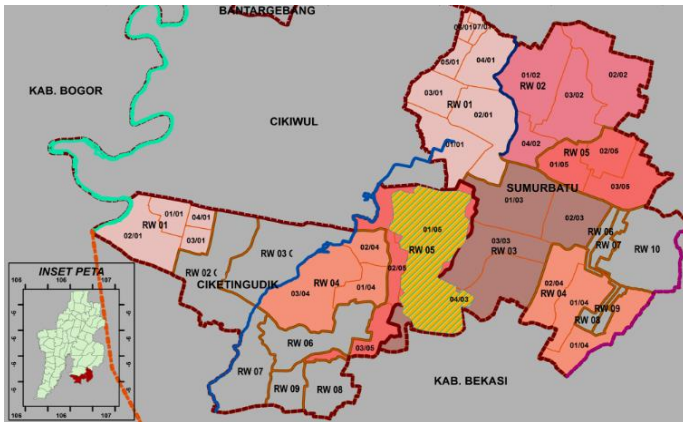 BANTARGEBANG
07/01
04/01
05/01
KAB. BOGOR
03/01
RW 01
02/01
01/01
CIKIWUL
01/02
02/02
RW 02
03/02
04/02
RW 05
02/05
01/05
03/05
SUMURBATU
01/03
02/03
RW 06
RW 07
RW 10
03/03
RW 03
01/05
RW 05
02/05
04/03
02/04
RW 04
01/04
RW 09
RW 08
01/04
01/01
04/01
RW 01
02/01
03/01
RW 02
RW 03
CIKETINGUDIK
02/04
RW 04
03/04
01/04
RW 06
03/05
RW 07
RW 09
RW 08
KAB. BEKASI
INSET PETA
106
106
107
106
106
107